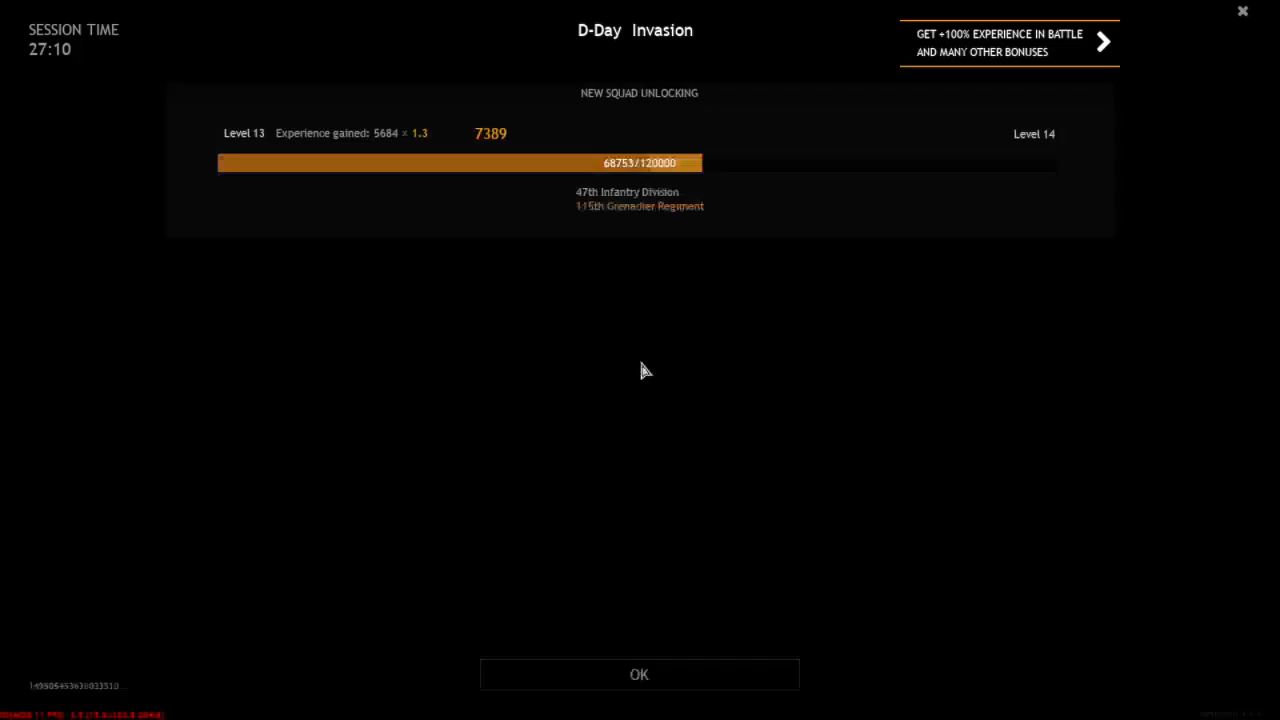 SESSION TIME
27:10
D-Day Invasion
GET +100% EXPERIENCE IN BATTLE
AND MANY OTHER BONUSES
NEW SQUAD UNLOCKING
Level 13 Experience gained: 5684 × 1.3 7389
Level 14
68753/120000
47th Infantry Division
115th Grenadier Regiment
OK